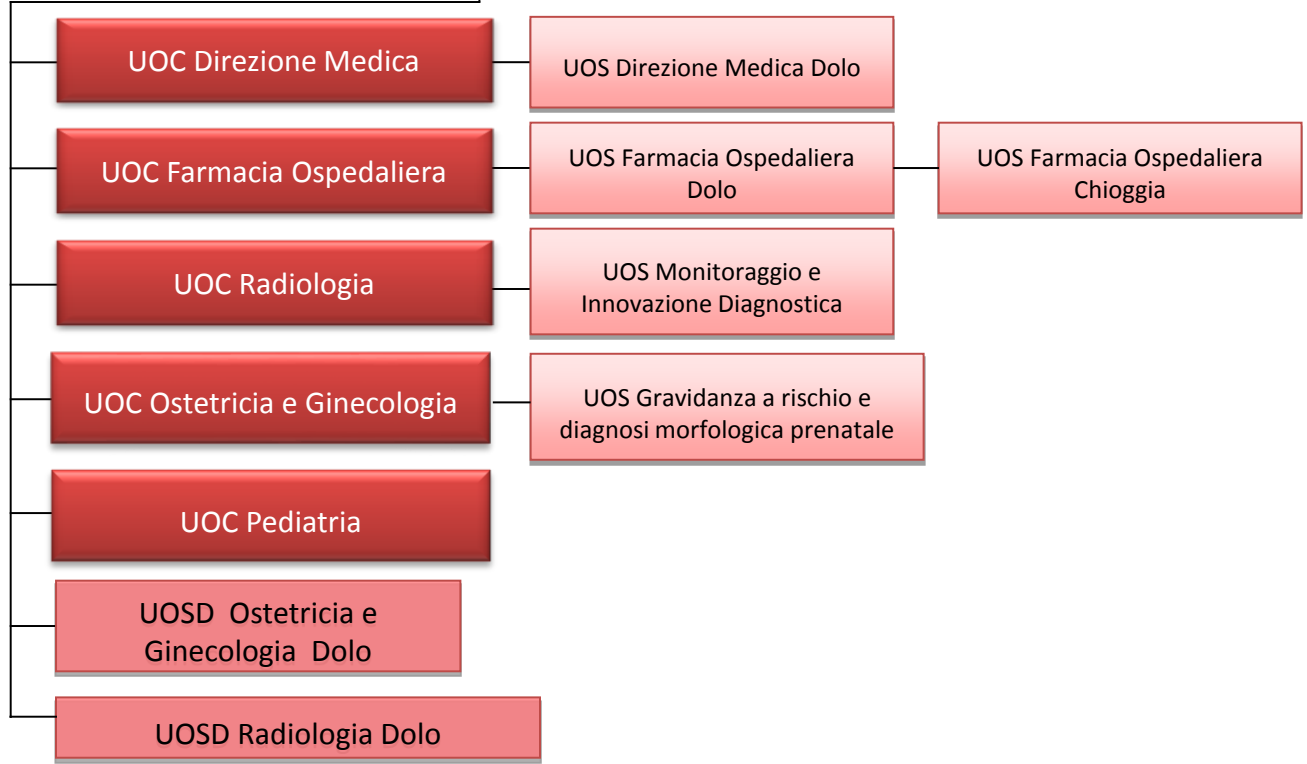 UOC Direzione Medica
UOS Direzione Medica Dolo
UOC Farmacia Ospedaliera
UOS Farmacia Ospedaliera
Dolo
UOS Farmacia Ospedaliera
Chioggia
UOC Radiologia
UOS Monitoraggio e
Innovazione Diagnostica
UOC Ostetricia e Ginecologia
UOS Gravidanza a rischio e
diagnosi morfologica prenatale
UOC Pediatria
UOSD Ostetricia e
Ginecologia Dolo
UOSD Radiologia Dolo